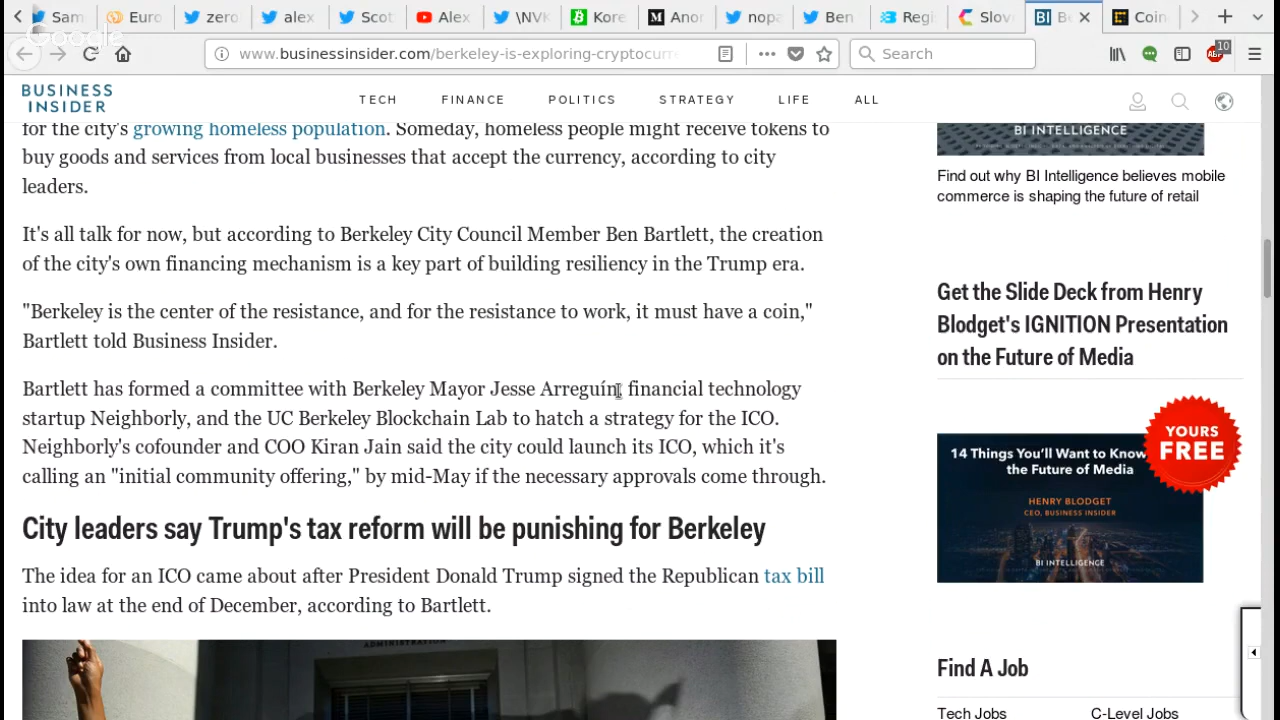 Sam
Euro
zero
alex
Scot
Alex
\NVK
Kore
Anor
nopa
Ben
Regi
Slov
BI
Coin
Google
www.businessinsider.com/berkeley-is-exploring-cryptocurr
Search
10
ABP
BUSINESS
INSIDER
TECH
FINANCE
POLITICS
STRATEGY
LIFE
ALL
for the city's growing homeless population. Someday, homeless people might receive tokens to
buy goods and services from local businesses that accept the currency, according to city
leaders.
It's all talk for now, but according to Berkeley City Council Member Ben Bartlett, the creation
of the city's own financing mechanism is a key part of building resiliency in the Trump era.
"Berkeley is the center of the resistance, and for the resistance to work, it must have a coin,"
Bartlett told Business Insider.
Bartlett has formed a committee with Berkeley Mayor Jesse Arreguín, financial technology
startup Neighborly, and the UC Berkeley Blockchain Lab to hatch a strategy for the ICO.
Neighborly's cofounder and COO Kiran Jain said the city could launch its ICO, which it's
calling an "initial community offering," by mid-May if the necessary approvals come through.
City leaders say Trump's tax reform will be punishing for Berkeley
The idea for an ICO came about after President Donald Trump signed the Republican tax bill
into law at the end of December, according to Bartlett.
ADMINISTRATION
BI INTELLIGENCE
Find out why BI Intelligence believes mobile
commerce is shaping the future of retail
Get the Slide Deck from Henry
Blodget's IGNITION Presentation
on the Future of Media
YOURS
FREE
14 Things You'll Want to Know
the Future of Media
HENRY BLODGET
CEO, BUSINESS INSIDER
BI INTELLIGENCE
Find A Job
Tech Jobs
C-Level Jobs